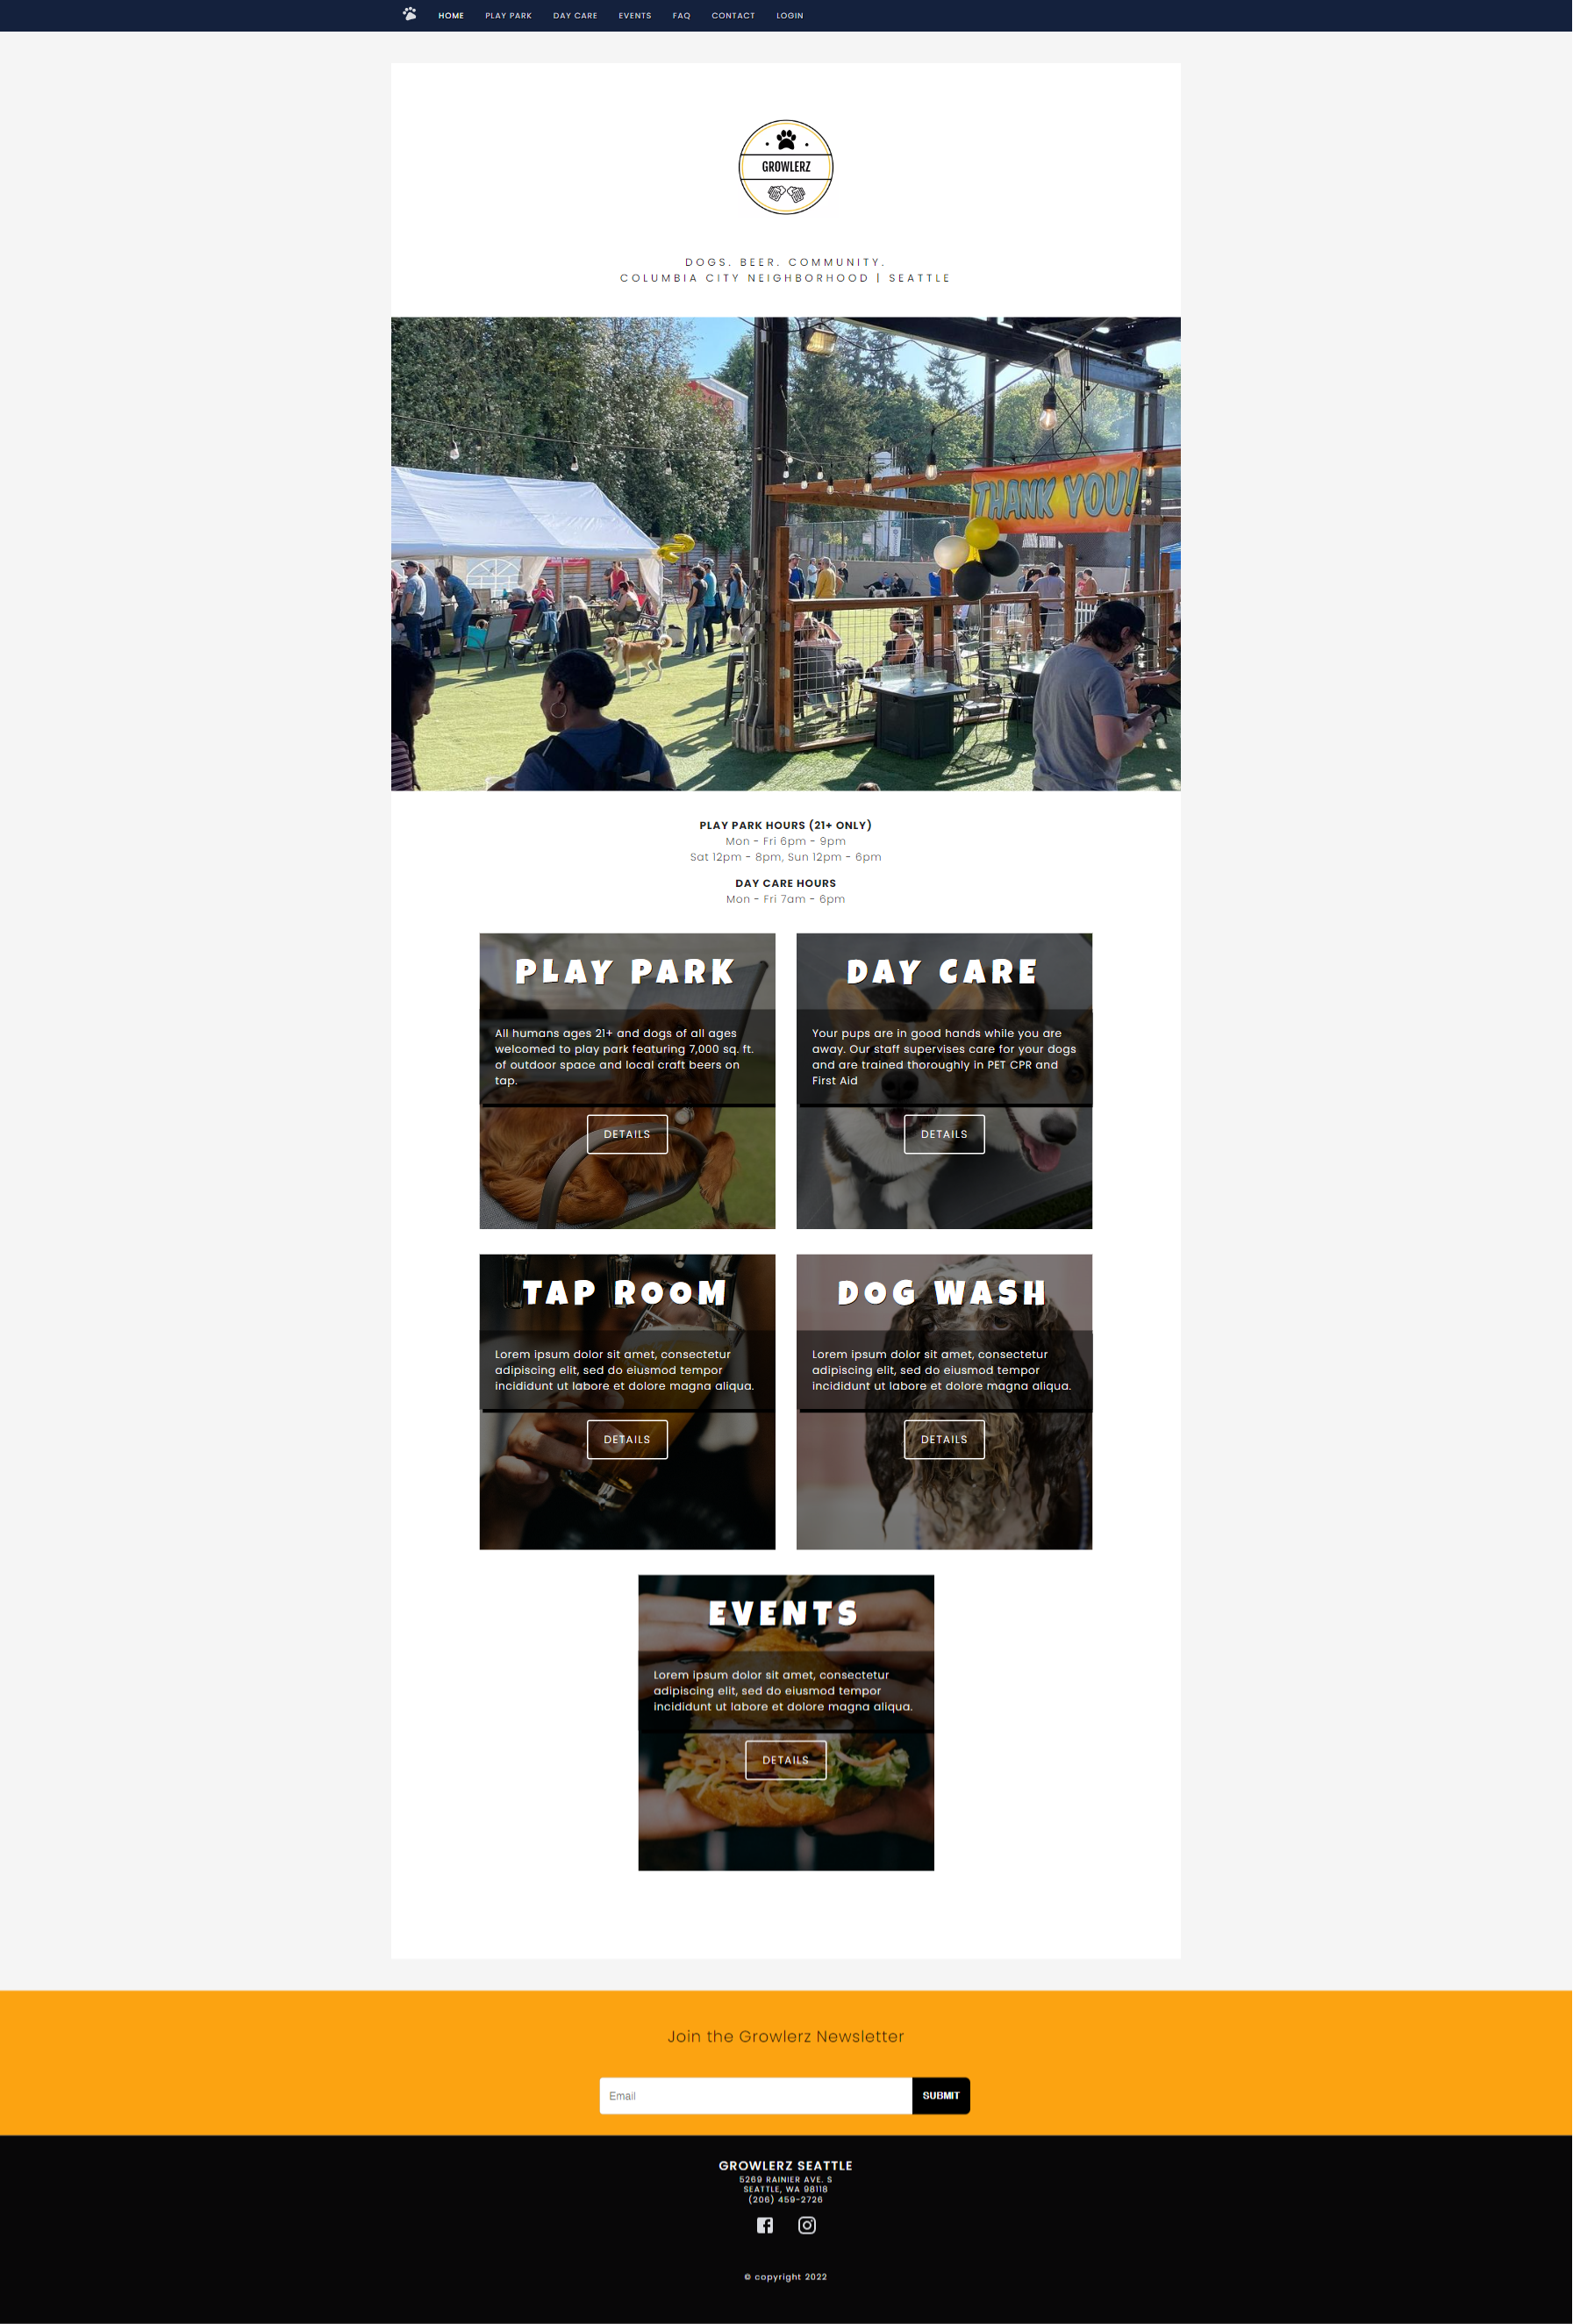 HOME PLAY PARK DAY CARE EVENTS FAQ CONTACT LOGIN
GROWLERZ
DOGS. BEER. COMMUNITY.
COLUMBIA CITY NEIGHBORHOOD | SEATTLE
THANK YOU!
PLAY PARK HOURS (21+ ONLY)
Mon - Fri 6pm - 9pm
Sat 12pm - 8pm, Sun 12pm - 6pm
DAY CARE HOURS
Mon - Fri 7am - 6pm
PLAY PARK
All humans ages 21+ and dogs of all ages
welcomed to play park featuring 7,000 sq. ft.
of outdoor space and local craft beers on
tap.
DETAILS
DAY CARE
Your pups are in good hands while you are
away. Our staff supervises care for your dogs
and are trained thoroughly in PET CPR and
First Aid
DETAILS
TAP ROOM
Lorem ipsum dolor sit amet, consectetur
adipiscing elit, sed do eiusmod tempor
incididunt ut labore et dolore magna aliqua.
DETAILS
DOG WASH
Lorem ipsum dolor sit amet, consectetur
adipiscing elit, sed do eiusmod tempor
incididunt ut labore et dolore magna aliqua.
DETAILS
EVENTS
Lorem ipsum dolor sit amet, consectetur
adipiscing elit, sed do eiusmod tempor
incididunt ut labore et dolore magna aliqua.
DETAILS
Join the Growlerz Newsletter
Email
SUBMIT
GROWLERZ SEATTLE
5269 RAINIER AVE. S
SEATTLE, WA 98118
(206) 459-2726
© copyright 2022